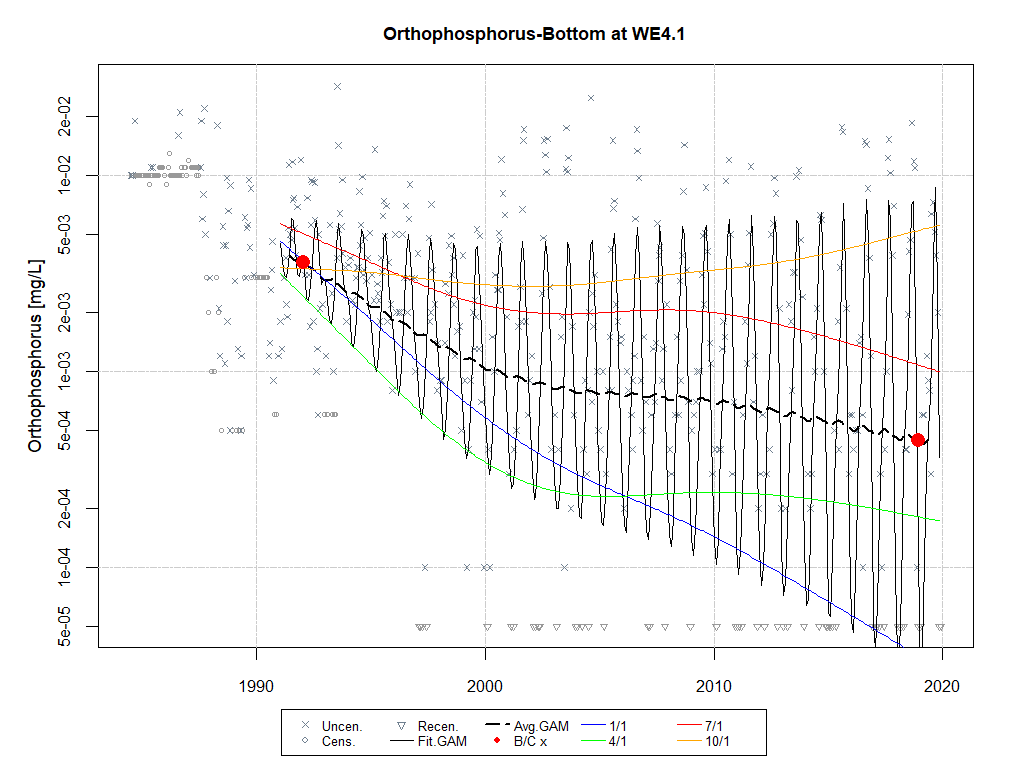 Orthophosphorus-Bottom at WE4.1
Orthophosphorus [mg/L]
2e-02
1e-02
5e-03
2e-03
1e-03
5e-04
2e-04
1e-04
5e-05
1990 2000 2010 2020
Uncen. Recen. Avg.GAM 1/1 7/1
Cens. Fit.GAM B/C x 4/1 10/1